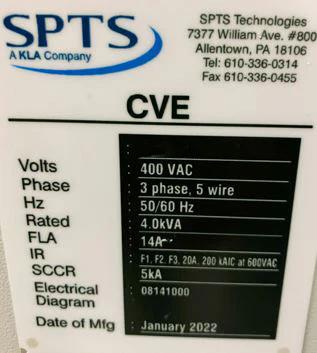 SPTS
A KLA Company
SPTS Technologies
7377 William Ave. #800
Allentown, PA 18106
Tel: 610-336-0314
Fax 610-336-0455
CVE
Volts : 400 VAC
Phase : 3 phase, 5 wire
Hz : 50/60 Hz
Rated : 4.0kVA
FLA : 14A~
IR : F1, F2, F3, 20A, 200 kAIC at 600VAC
SCCR : 5kA
Electrical Diagram : 08141000
Date of Mfg : January 2022